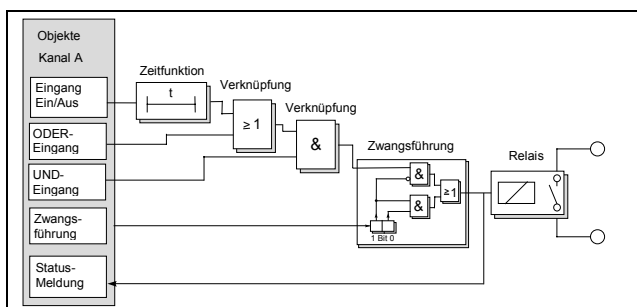 Objekte
Kanal A
Eingang
Ein/Aus
ODER-
Eingang
UND-
Eingang
Zwangs-
führung
Status-
Meldung
Zeitfunktion
t
Verknüpfung
≥ 1
Verknüpfung
&
Zwangsführung
&
&
≥1
1 Bit 0
Relais